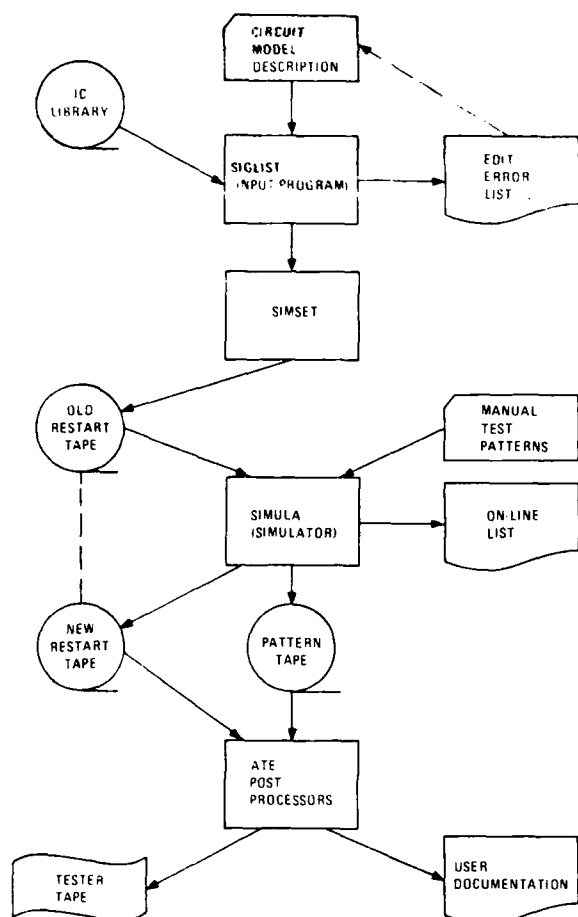 CIRCUIT
MODEL
DESCRIPTION
IC
LIBRARY
SIGLIST
(INPUT PROGRAM)
EDIT
ERROR
LIST
SIMSET
OLD
RESTART
TAPE
MANUAL
TEST
PATTERNS
SIMULA
(SIMULATOR)
ON-LINE
LIST
NEW
RESTART
TAPE
PATTERN
TAPE
ATE
POST
PROCESSORS
TESTER
TAPE
USER
DOCUMENTATION